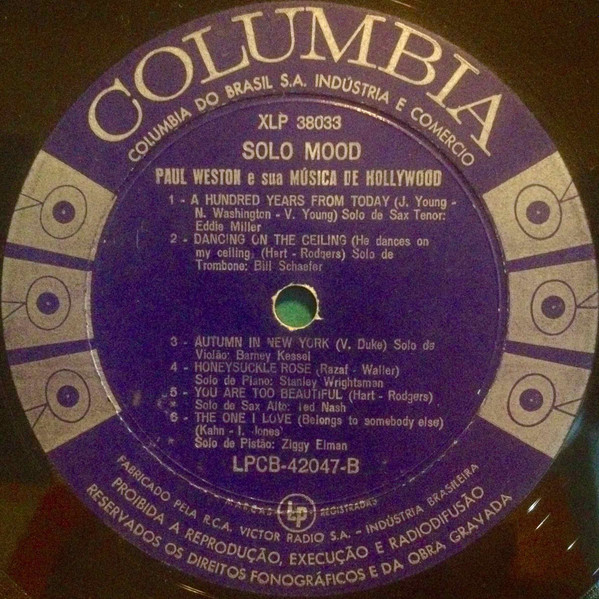 COLUMBIA
COLUMBIA DO BRASIL S.A. INDÚSTRIA E COMERCIO
XLP 38033
SOLO MOOD
PAUL WESTON e sua MÚSICA DE HOLLYWOOD
1 - A HUNDRED YEARS FROM TODAY (J. Young -
N. Washington - V. Young) Solo de Sax Tenor:
Eddie Miller
2 - DANCING ON THE CEILING (He dances on
my ceiling) (Hart - Rodgers) Solo de
Trombone: Bill Schaefer
3 - AUTUMN IN NEW YORK (V. Duke) Solo de
Violão: Barney Kessel
4 - HONEYSUCKLE ROSE (Razaf - Waller)
Solo de Piano: Stanley Wrightsman
5 - YOU ARE TOO BEAUTIFUL (Hart - Rodgers)
Solo de Sax Alto: Ted Nash
6 - THE ONE I LOVE (Belongs to somebody else)
(Kahn - I. Jones)
Solo de Pistão: Ziggy Elman
LPCB-42047-B
MARCAS Lp REGISTRADAS
FABRICADO PELA R.C.A. VICTOR RADIO S.A. - INDÚSTRIA BRASILEIRA
PROIBIDA A REPRODUÇÃO, EXECUÇÃO E RADIODIFUSÃO
RESERVADOS OS DIREITOS FONOGRÁFICOS E DA OBRA GRAVADA